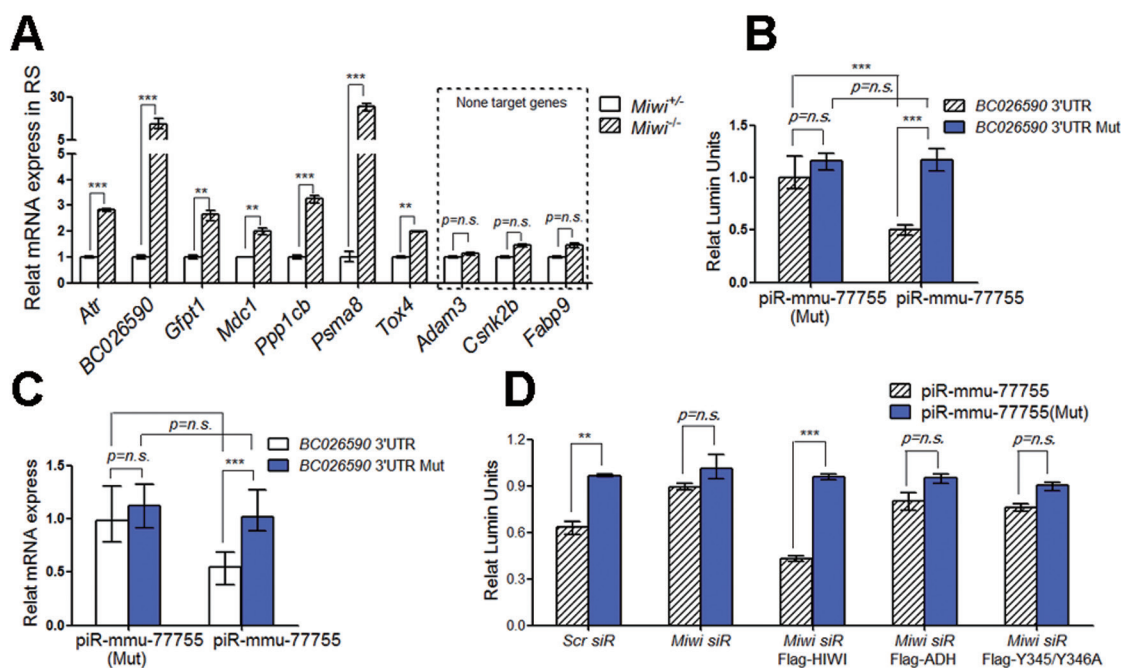 A
Relat mRNA express in RS
30
5
5
4
3
2
1
0
***
***
**
**
***
***
**
p=n.s.
p=n.s.
p=n.s.
None target genes
Miwi+/-
Miwi-/-
Atr
BC026590
Gfpt1
Mdc1
Ppp1cb
Psma8
Tox4
Adam3
Csnk2b
Fabp9
B
Relat Lumin Units
1.5
1.0
0.5
0.0
***
p=n.s.
p=n.s.
***
BC026590 3'UTR
BC026590 3'UTR Mut
piR-mmu-77755
(Mut)
piR-mmu-77755
C
Relat mRNA express
1.5
1.0
0.5
0.0
p=n.s.
p=n.s.
***
BC026590 3'UTR
BC026590 3'UTR Mut
piR-mmu-77755
(Mut)
piR-mmu-77755
D
Relat Lumin Units
1.2
0.9
0.6
0.3
0.0
piR-mmu-77755
piR-mmu-77755(Mut)
**
p=n.s.
***
p=n.s.
p=n.s.
Scr siR
Miwi siR
Miwi siR
Flag-HIWI
Miwi siR
Flag-ADH
Miwi siR
Flag-Y345/Y346A